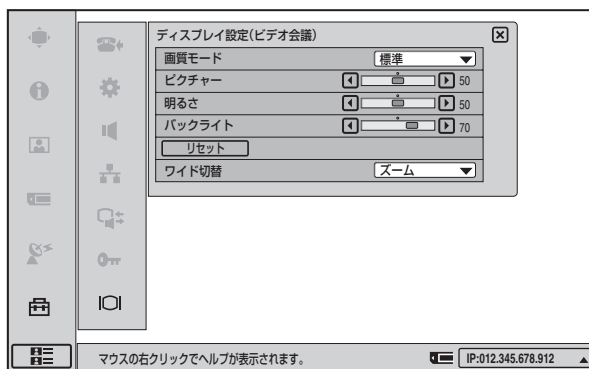 ディスプレイ設定(ビデオ会議)
画質モード 標準
ピクチャー 50
明るさ 50
バックライト 70
リセット
ワイド切替 ズーム
マウスの右クリックでヘルプが表示されます。 IP:012.345.678.912